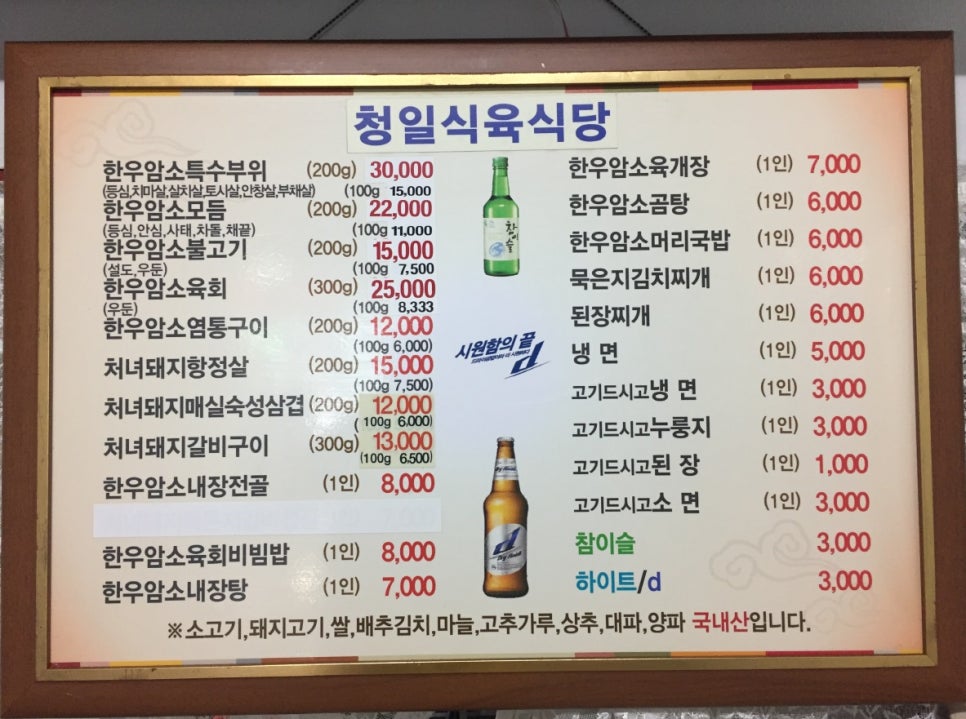 청일식육식당
한우암소특수부위 (200g) 30,000
(등심,치마살,살치살,토시살,안창살,부채살) (100g 15,000
한우암소모듬 (200g) 22,000
(등심,안심,사태,차돌,채끝) (100g 11,000
한우암소불고기 (200g) 15,000
(설도,우둔) (100g 7,500
한우암소육회 (300g) 25,000
(우둔) (100g 8,333
한우암소염통구이 (200g) 12,000
(100g 6,000)
처녀돼지항정살 (200g) 15,000
(100g 7,500)
처녀돼지매실숙성삼겹 (200g) 12,000
( 100g 6,000)
처녀돼지갈비구이 (300g) 13,000
(100g 6,500)
한우암소내장전골 (1인) 8,000
한우암소육회비빔밥 (1인) 8,000
한우암소내장탕 (1인) 7,000
참이슬
시원함의 끝
d
d
Dry Finish
한우암소육개장 (1인) 7,000
한우암소곰탕 (1인) 6,000
한우암소머리국밥 (1인) 6,000
묵은지김치찌개 (1인) 6,000
된장찌개 (1인) 6,000
냉 면 (1인) 5,000
고기드시고냉 면 (1인) 3,000
고기드시고누룽지 (1인) 3,000
고기드시고된 장 (1인) 1,000
고기드시고소 면 (1인) 3,000
참이슬 3,000
하이트/d 3,000
※소고기,돼지고기,쌀,배추김치,마늘,고추가루,상추,대파,양파 국내산입니다.